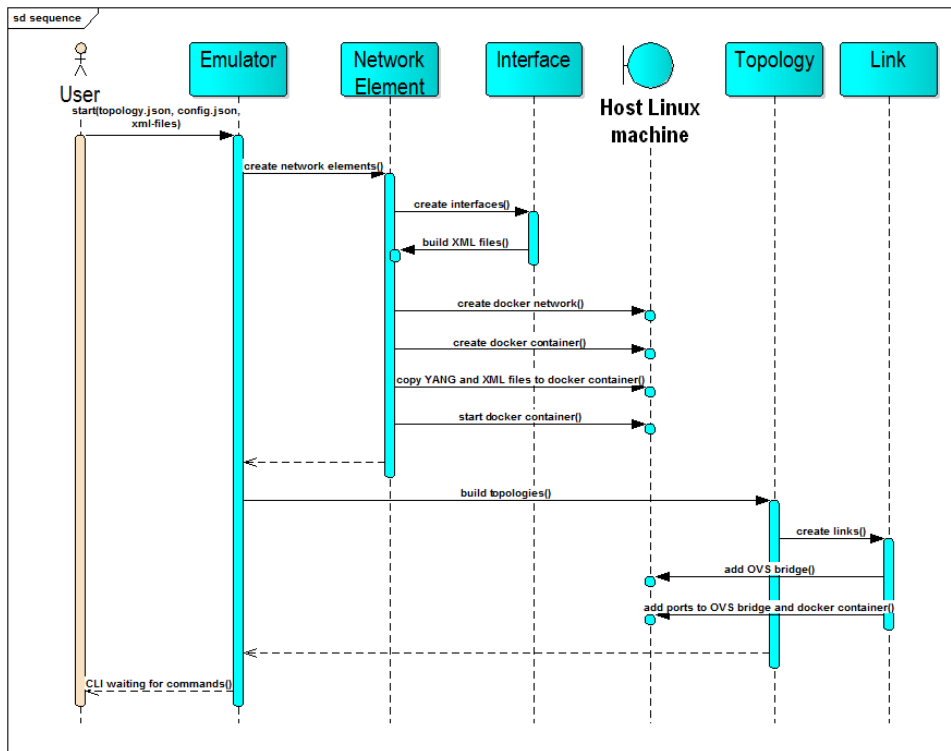 sd sequence
User
Emulator
Network
Element
Interface
Host Linux
machine
Topology
Link
start(topology.json, config.json,
xml-files)
create network elements()
create interfaces()
build XML files()
create docker network()
create docker container()
copy YANG and XML files to docker container()
start docker container()
build topologies()
create links()
add OVS bridge()
add ports to OVS bridge and docker container()
CLI waiting for commands()